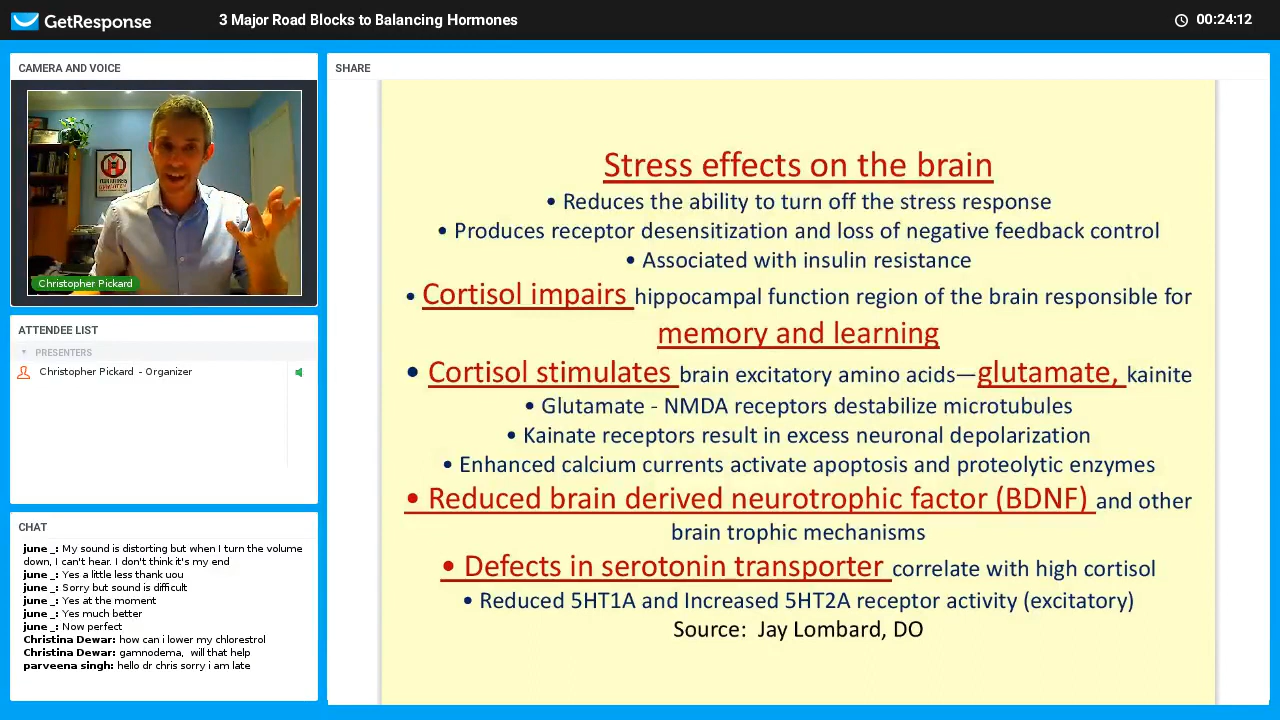 GetResponse
3 Major Road Blocks to Balancing Hormones
00:24:12
CAMERA AND VOICE
Christopher Pickard
ATTENDEE LIST
PRESENTERS
Christopher Pickard - Organizer
CHAT
june _: My sound is distorting but when I turn the volume
down, I can't hear. I don't think it's my end
june _: Yes a little less thank uou
june _: Sorry but sound is difficult
june _: Yes at the moment
june _: Yes much better
june _: Now perfect
Christina Dewar: how can i lower my chlorestrol
Christina Dewar: gamnodema,  will that help
parveena singh: hello dr chris sorry i am late
SHARE
Stress effects on the brain
• Reduces the ability to turn off the stress response
• Produces receptor desensitization and loss of negative feedback control
• Associated with insulin resistance
• Cortisol impairs hippocampal function region of the brain responsible for
memory and learning
• Cortisol stimulates brain excitatory amino acids—glutamate, kainite
• Glutamate - NMDA receptors destabilize microtubules
• Kainate receptors result in excess neuronal depolarization
• Enhanced calcium currents activate apoptosis and proteolytic enzymes
• Reduced brain derived neurotrophic factor (BDNF) and other
brain trophic mechanisms
• Defects in serotonin transporter correlate with high cortisol
• Reduced 5HT1A and Increased 5HT2A receptor activity (excitatory)
Source:  Jay Lombard, DO